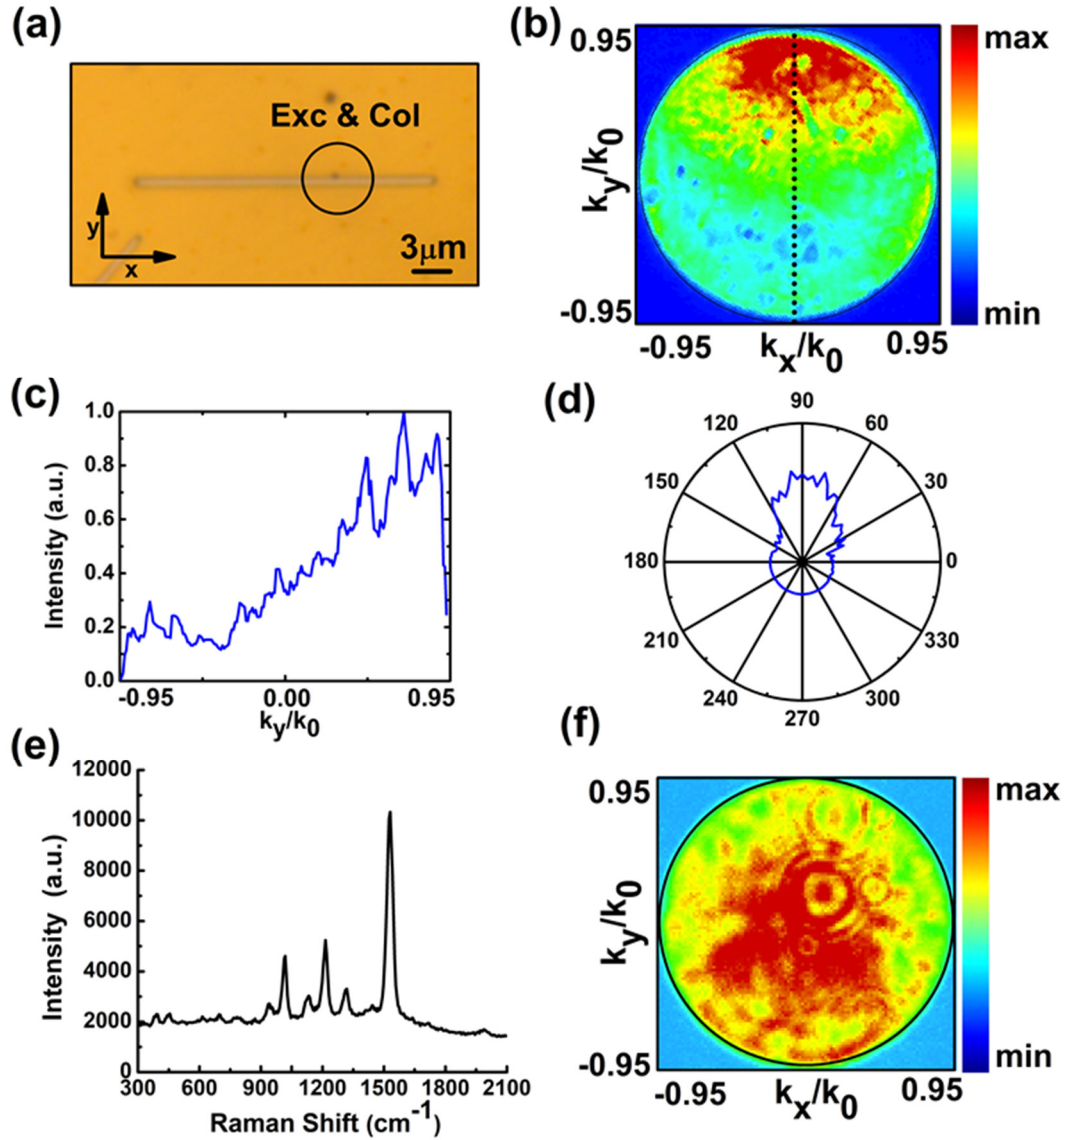 (a)
Exc & Col
y
x
3μm
(b)
0.95
k_y/k_0
-0.95
-0.95
k_x/k_0
0.95
max
min
(c)
1.0
0.8
0.6
0.4
0.2
0.0
Intensity (a.u.)
-0.95
0.00
0.95
k_y/k_0
(d)
90
120
60
150
30
180
0
210
330
240
300
270
(e)
12000
10000
8000
6000
4000
2000
0
Intensity (a.u.)
300 600 900 1200 1500 1800 2100
Raman Shift (cm⁻¹)
(f)
0.95
k_y/k_0
-0.95
-0.95
k_x/k_0
0.95
max
min